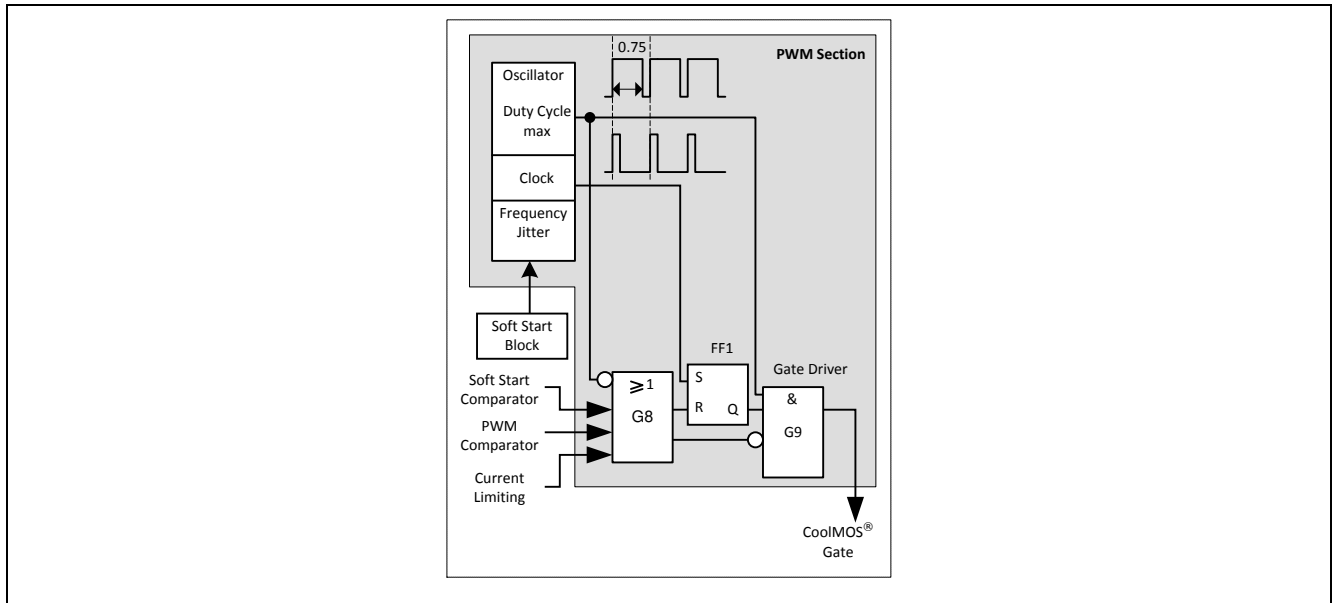 0.75
PWM Section
Oscillator
Duty Cycle
max
Clock
Frequency
Jitter
Soft Start
Block
FF1
Gate Driver
Soft Start
Comparator
PWM
Comparator
Current
Limiting
⩾1
G8
S
R
Q
&
G9
CoolMOS®
Gate